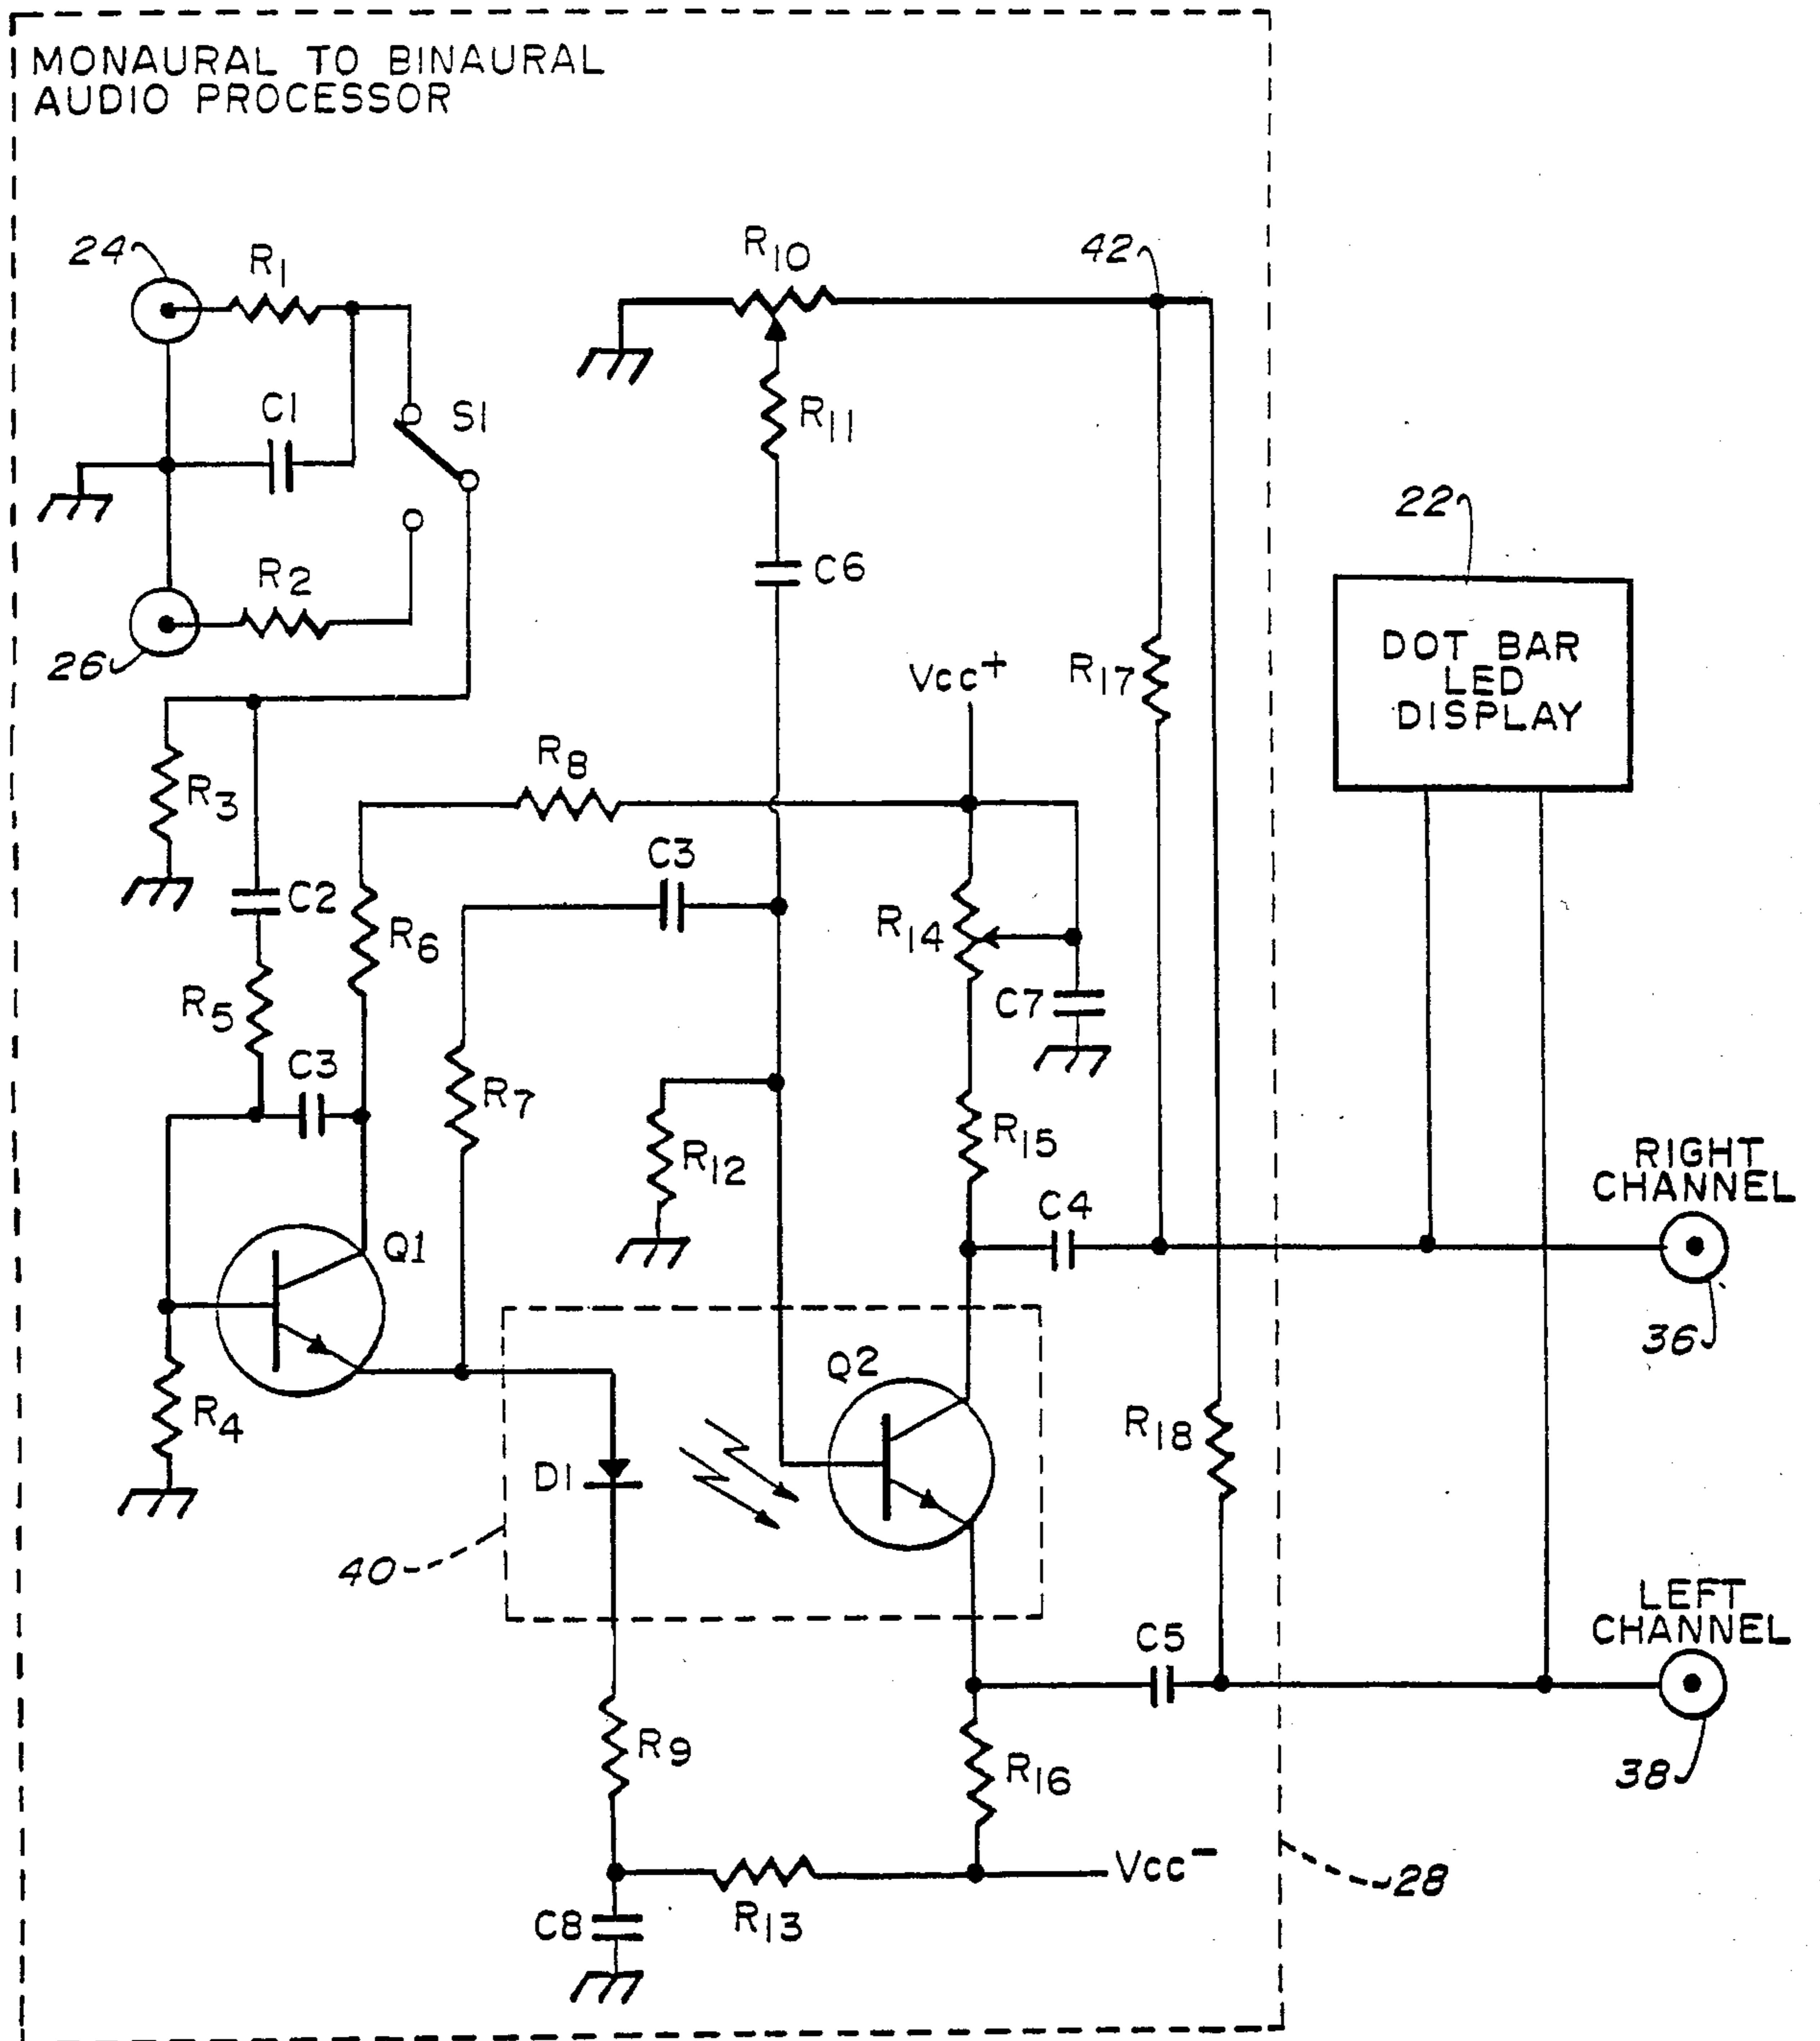 MONAURAL TO BINAURAL
AUDIO PROCESSOR
24
R1
R10
42
C1
S1
R11
22
R2
C6
26
Vcc+
R17
DOT BAR
LED
DISPLAY
R3
R8
C3
C2
R6
R14
R5
C7
C3
R7
R12
R15
RIGHT
CHANNEL
C4
Q1
36
Q2
R4
R18
D1
40
LEFT
CHANNEL
C5
R9
R16
38
Vcc-
28
C8
R13